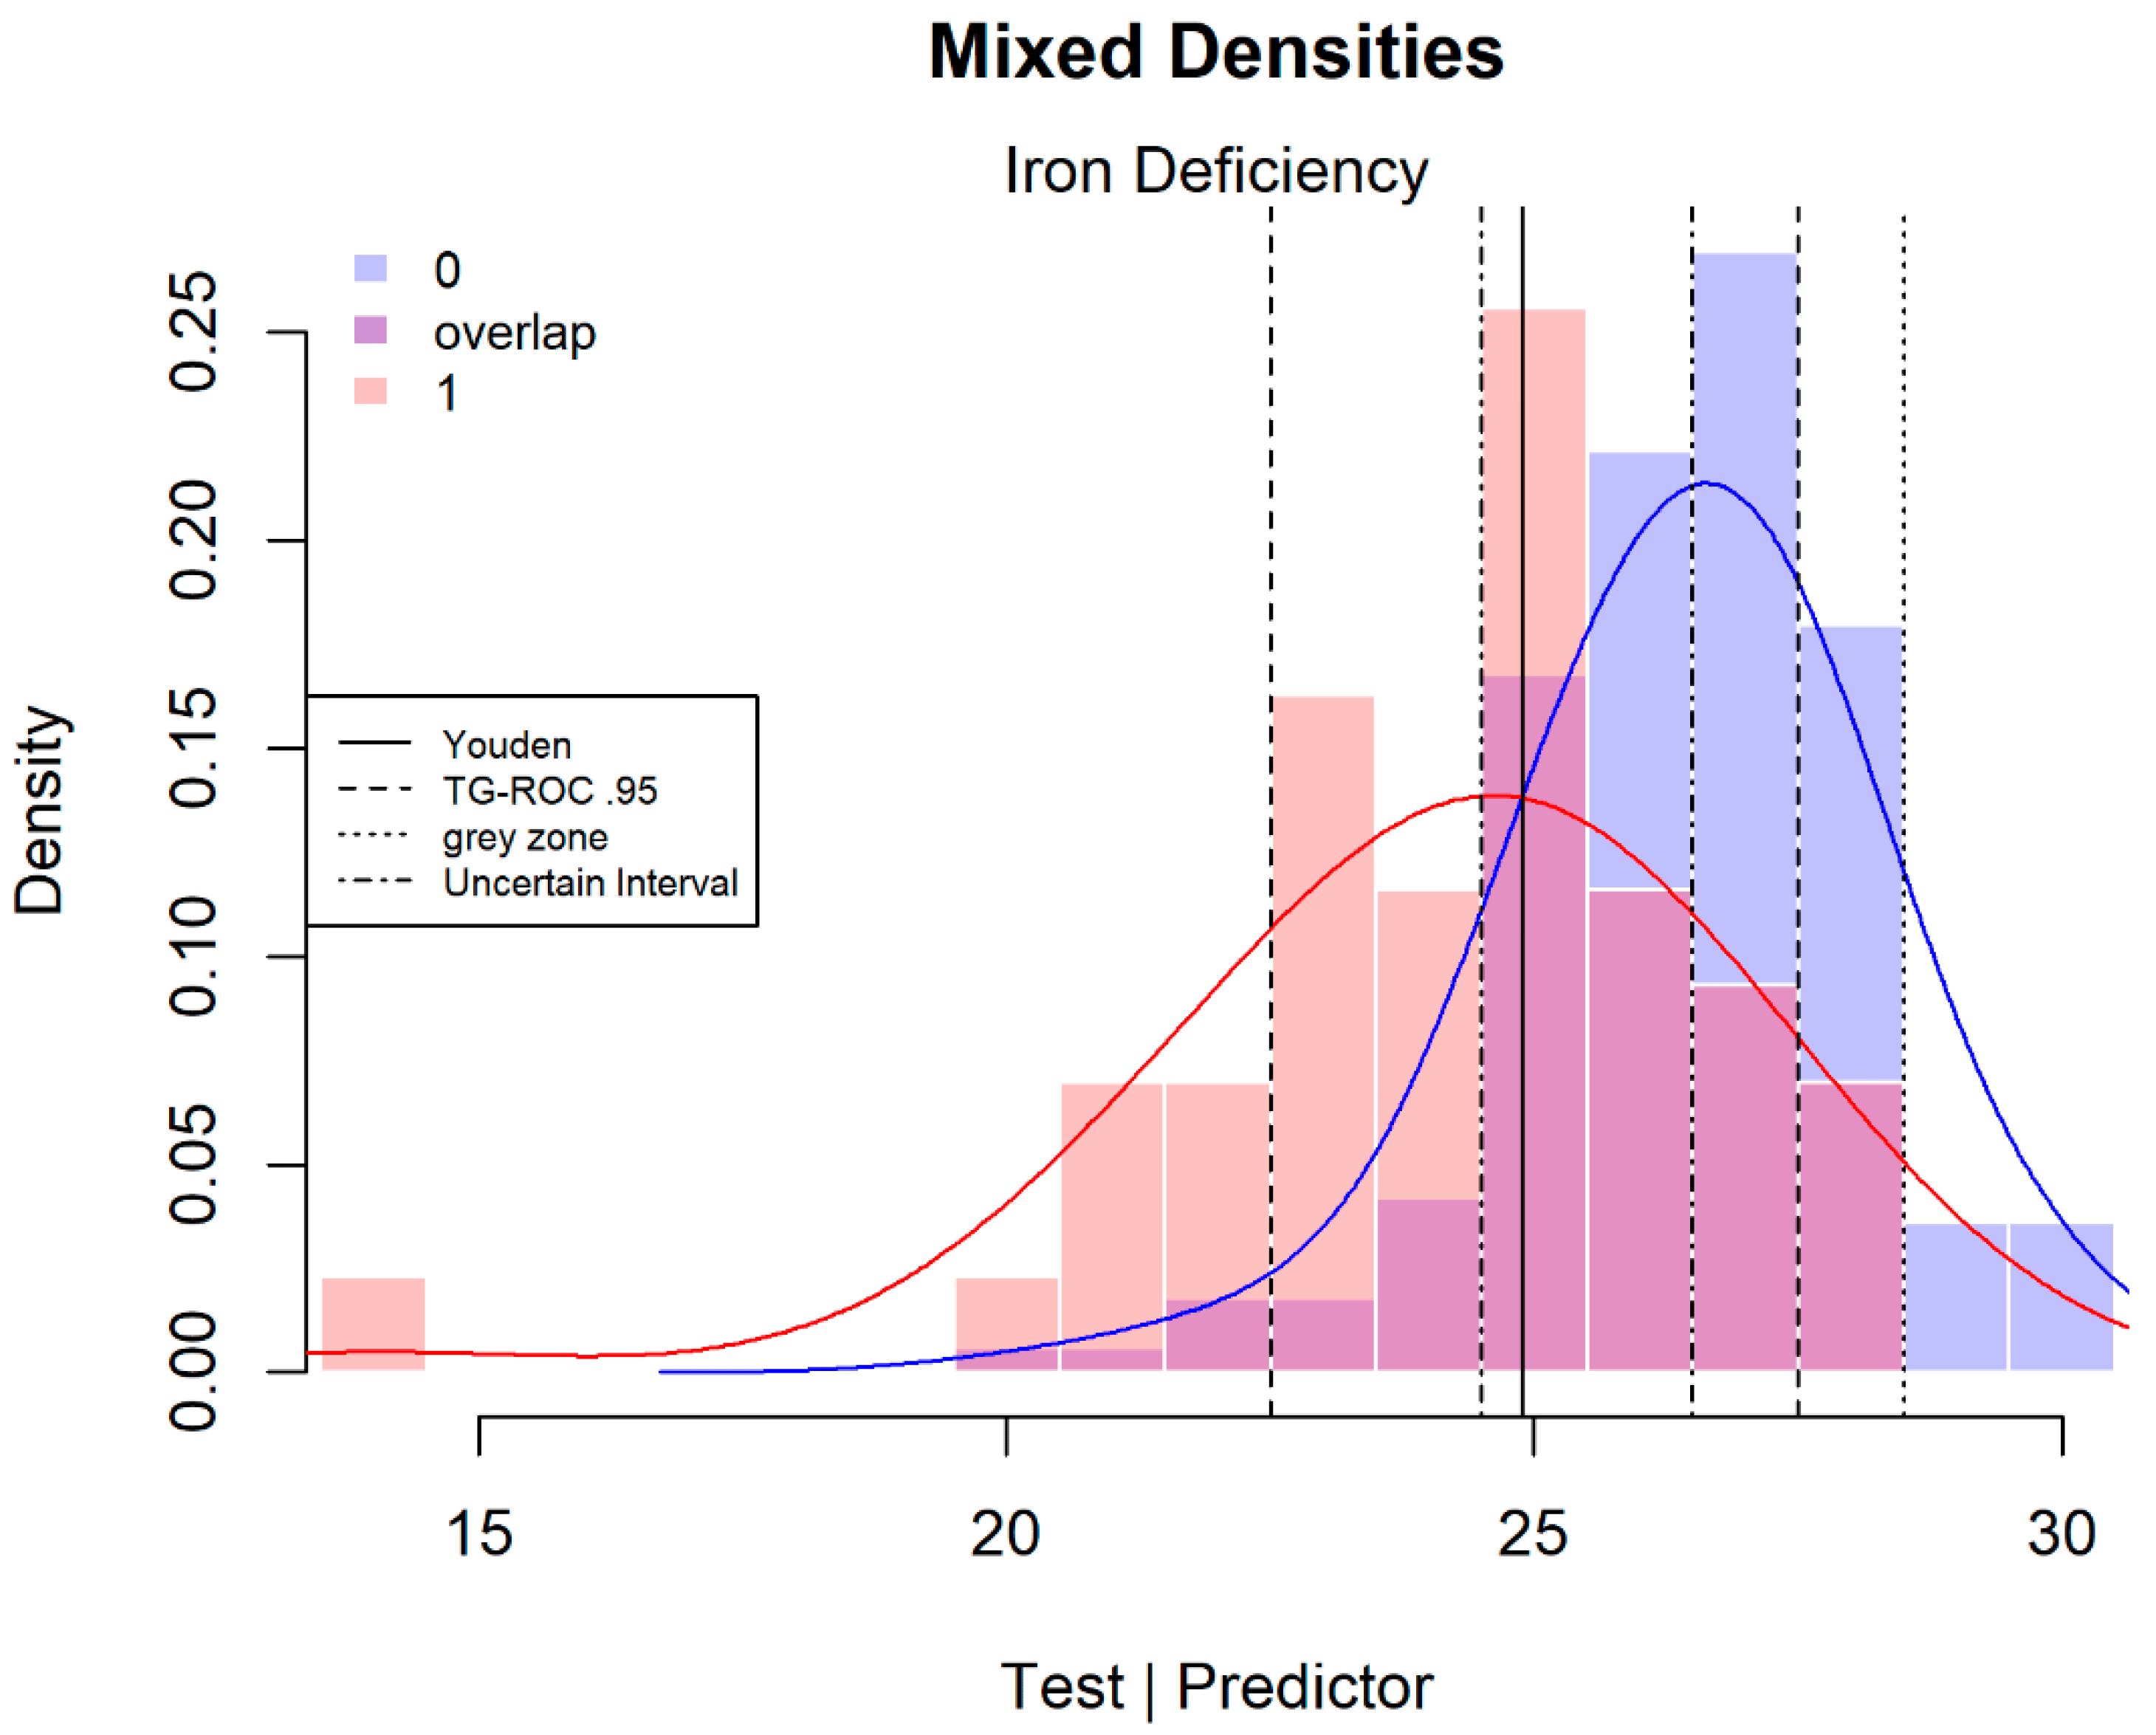 Mixed Densities
Iron Deficiency
0
overlap
1
Youden
TG-ROC .95
grey zone
Uncertain Interval
Density
0.25
0.20
0.15
0.10
0.05
0.00
15 20 25 30
Test | Predictor